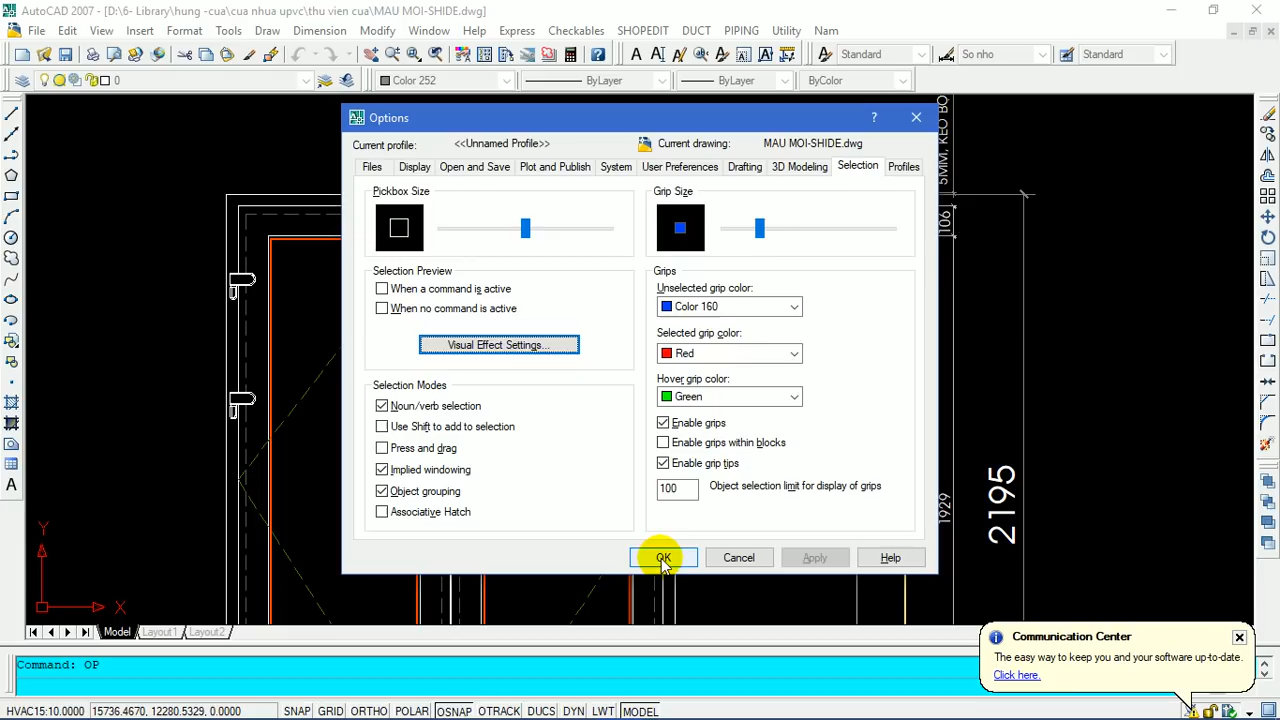 AutoCAD 2007 - [D:\6- Library\hung -cua\cua nhua upvc\thu vien cua\MAU MOI-SHIDE.dwg]
File Edit View Insert Format Tools Draw Dimension Modify Window Help Express Checkables SHOPEDIT DUCT PIPING Utility Nam
Standard So nho Standard
0 Color 252 ByLayer ByLayer ByColor
Options
Current profile: <<Unnamed Profile>> Current drawing: MAU MOI-SHIDE.dwg
Files Display Open and Save Plot and Publish System User Preferences Drafting 3D Modeling Selection Profiles
Pickbox Size
Grip Size
Selection Preview
When a command is active
When no command is active
Visual Effect Settings...
Selection Modes
Noun/verb selection
Use Shift to add to selection
Press and drag
Implied windowing
Object grouping
Associative Hatch
Grips
Unselected grip color:
Color 160
Selected grip color:
Red
Hover grip color:
Green
Enable grips
Enable grips within blocks
Enable grip tips
100 Object selection limit for display of grips
OK Cancel Apply Help
5MM, KEO BO
106
1929
2195
Y
X
Model Layout1 Layout2
Communication Center
The easy way to keep you and your software up-to-date.
Click here.
Command: OP
HVAC15:10.0000 15736.4670, 12280.5329, 0.0000 SNAP GRID ORTHO POLAR OSNAP OTRACK DUCS DYN LWT MODEL